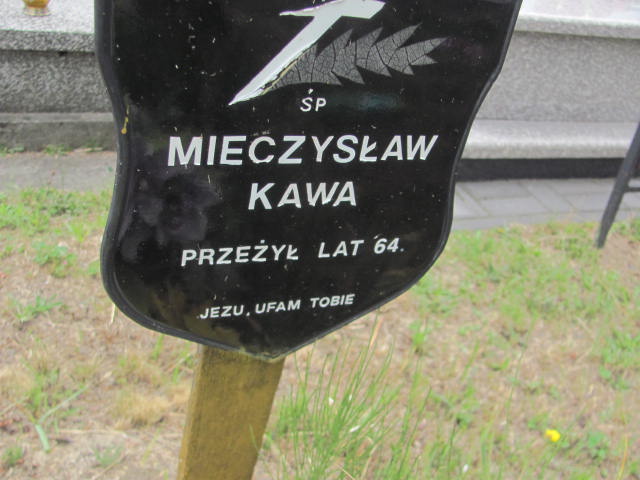 ŚP
MIECZYSŁAW
KAWA
PRZEŻYŁ LAT 64.
JEZU, UFAM TOBIE